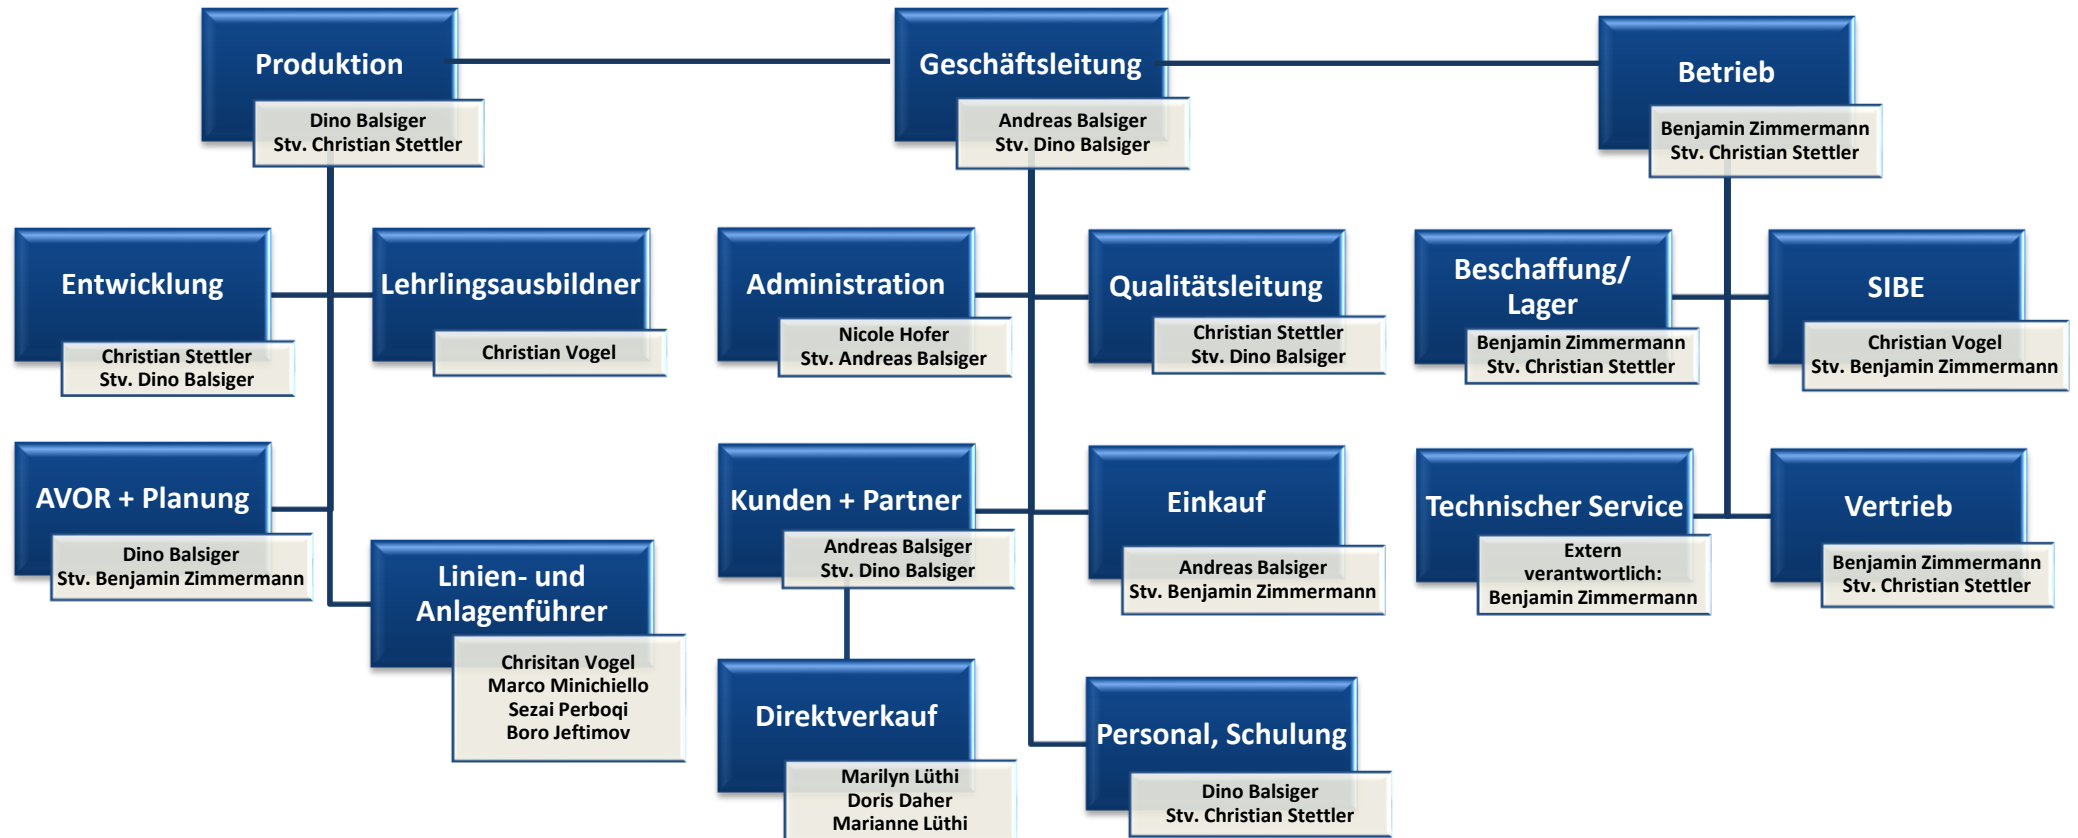 Produktion
Dino Balsiger
Stv. Christian Stettler
Geschäftsleitung
Andreas Balsiger
Stv. Dino Balsiger
Betrieb
Benjamin Zimmermann
Stv. Christian Stettler
Entwicklung
Christian Stettler
Stv. Dino Balsiger
Lehrlingsausbildner
Christian Vogel
Administration
Nicole Hofer
Stv. Andreas Balsiger
Qualitätsleitung
Christian Stettler
Stv. Dino Balsiger
Beschaffung/
Lager
Benjamin Zimmermann
Stv. Christian Stettler
SIBE
Christian Vogel
Stv. Benjamin Zimmermann
AVOR + Planung
Dino Balsiger
Stv. Benjamin Zimmermann
Linien- und
Anlagenführer
Chrisitan Vogel
Marco Minichiello
Sezai Perboqi
Boro Jeftimov
Kunden + Partner
Andreas Balsiger
Stv. Dino Balsiger
Einkauf
Andreas Balsiger
Stv. Benjamin Zimmermann
Technischer Service
Extern
verantwortlich:
Benjamin Zimmermann
Vertrieb
Benjamin Zimmermann
Stv. Christian Stettler
Direktverkauf
Marilyn Lüthi
Doris Daher
Marianne Lüthi
Personal, Schulung
Dino Balsiger
Stv. Christian Stettler